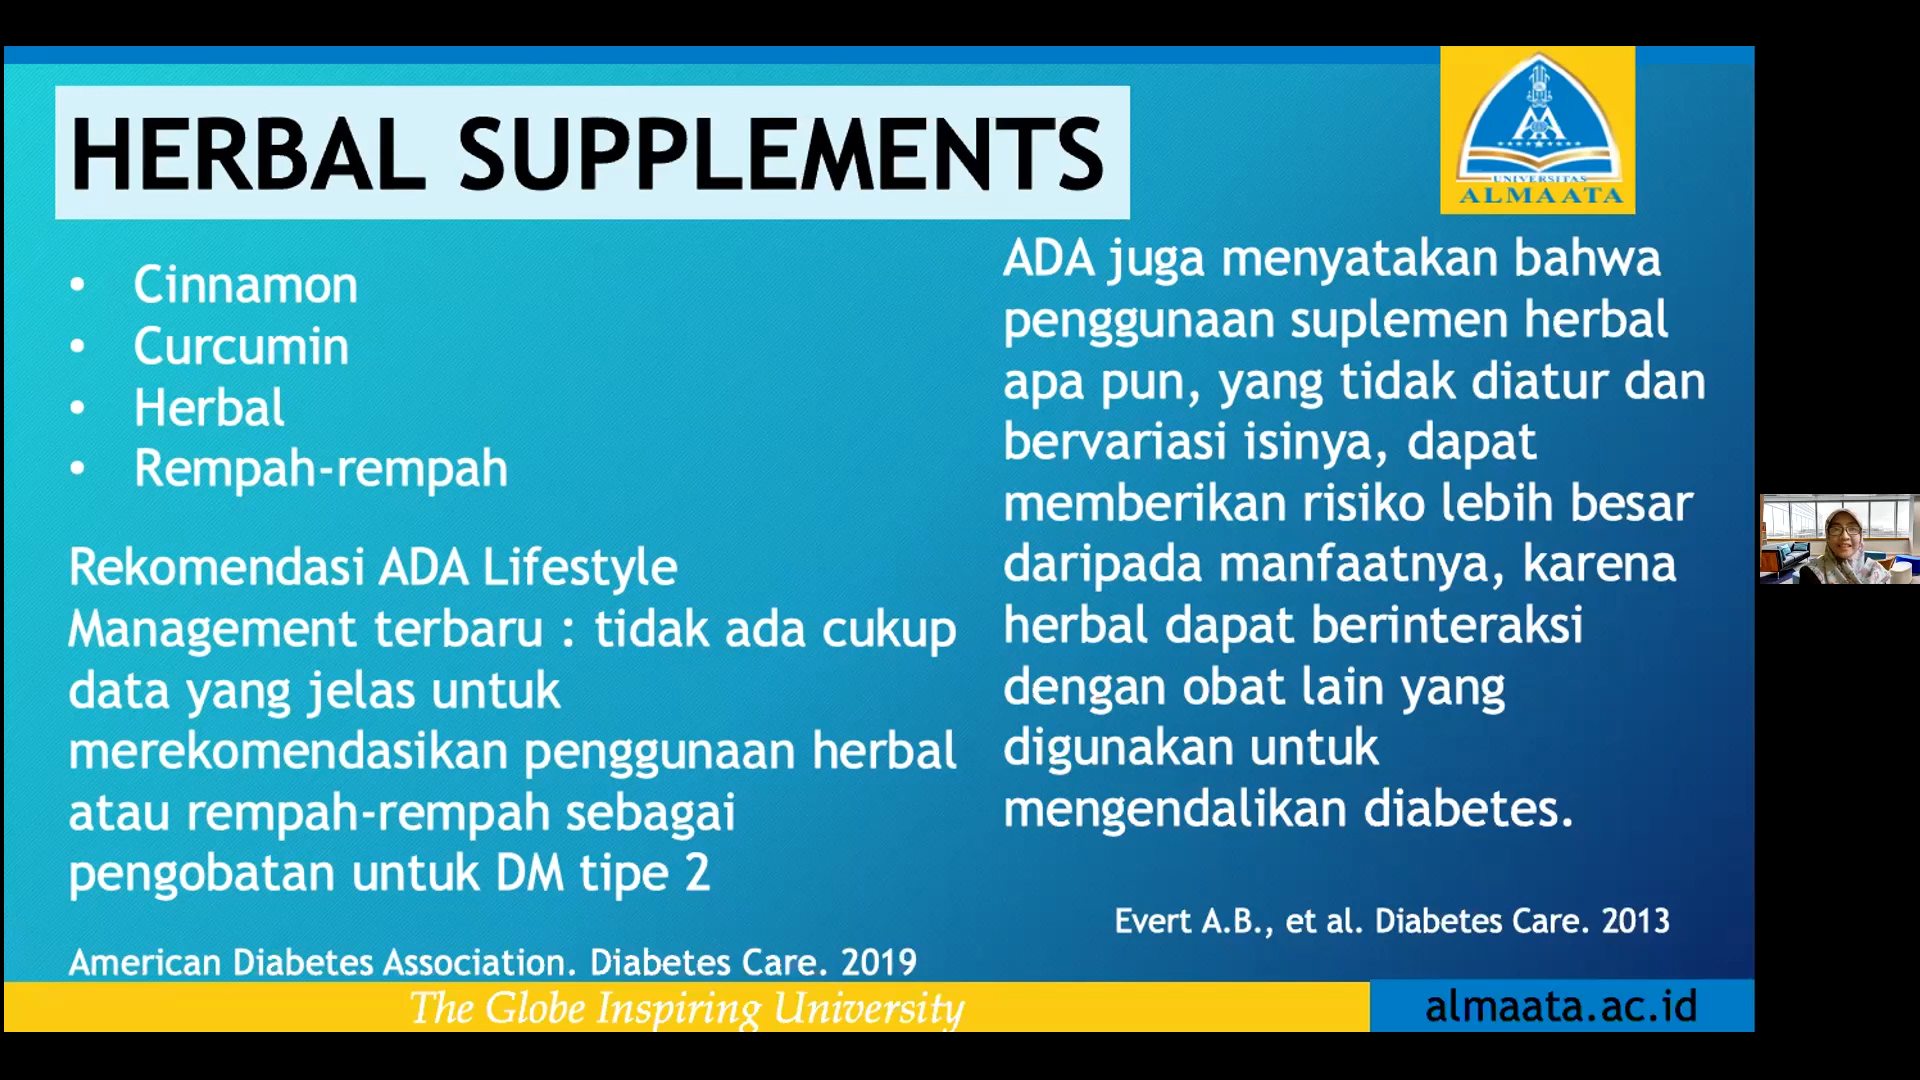 HERBAL SUPPLEMENTS
UNIVERSITAS
ALMAATA
• Cinnamon
• Curcumin
• Herbal
• Rempah-rempah
Rekomendasi ADA Lifestyle
Management terbaru : tidak ada cukup
data yang jelas untuk
merekomendasikan penggunaan herbal
atau rempah-rempah sebagai
pengobatan untuk DM tipe 2
American Diabetes Association. Diabetes Care. 2019
ADA juga menyatakan bahwa
penggunaan suplemen herbal
apa pun, yang tidak diatur dan
bervariasi isinya, dapat
memberikan risiko lebih besar
daripada manfaatnya, karena
herbal dapat berinteraksi
dengan obat lain yang
digunakan untuk
mengendalikan diabetes.
Evert A.B., et al. Diabetes Care. 2013
The Globe Inspiring University
almaata.ac.id